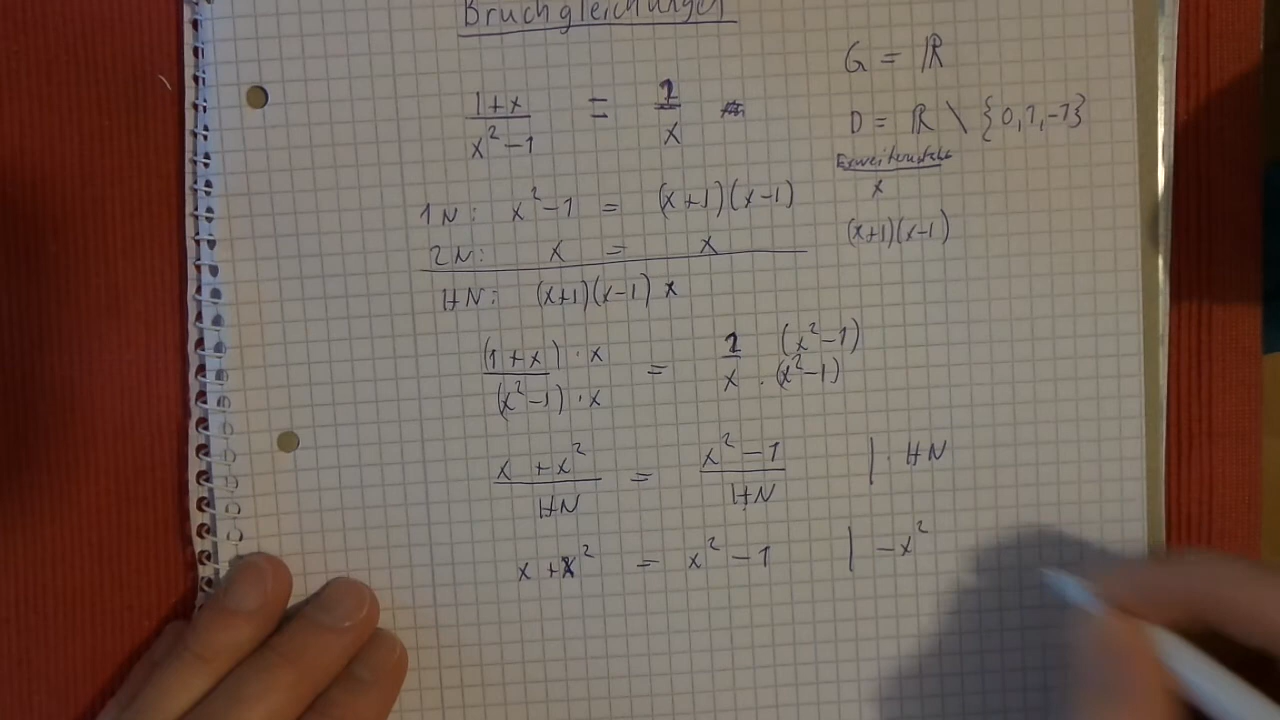 Bruchgleichungen
G = ℝ
(1+x)/(x²-1) = 1/x
D = ℝ \ {0,1,-1}
1N: x²-1 = (x+1)(x-1)
x
2N: x = x
(x+1)(x-1)
HN: (x+1)(x-1) x
((1+x)·x)/((x²-1)·x) = (1 (x²-1))/(x·(x²-1))
(x+x²)/HN = (x²-1)/HN | · HN
x+x² = x²-1 | -x²